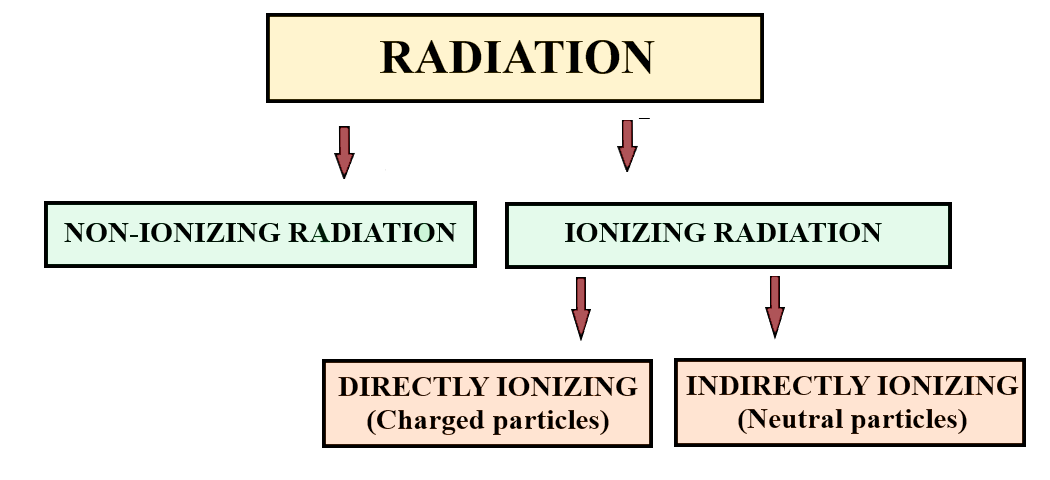 RADIATION
NON-IONIZING RADIATION
IONIZING RADIATION
DIRECTLY IONIZING
(Charged particles)
INDIRECTLY IONIZING
(Neutral particles)